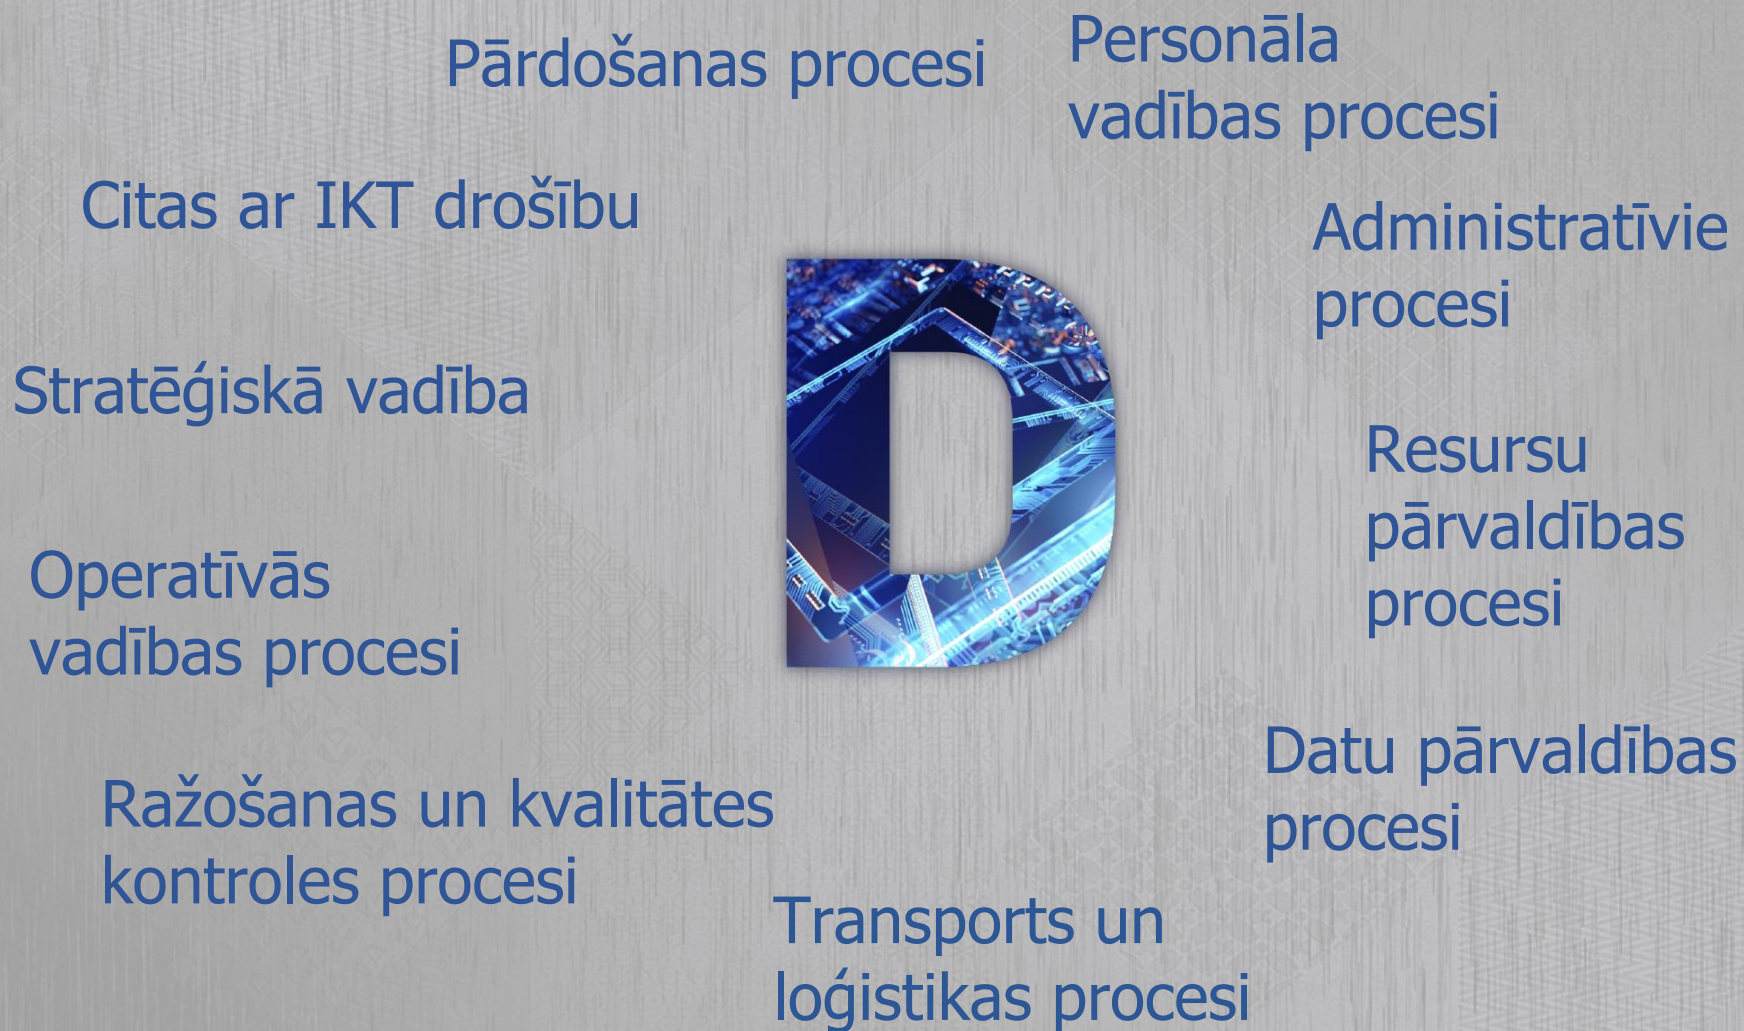 Pārdošanas procesi
Personāla
vadības procesi
Citas ar IKT drošību
Administratīvie
procesi
Stratēģiskā vadība
D
Resursu
pārvaldības
procesi
Operatīvās
vadības procesi
Datu pārvaldības
procesi
Ražošanas un kvalitātes
kontroles procesi
Transports un
loģistikas procesi